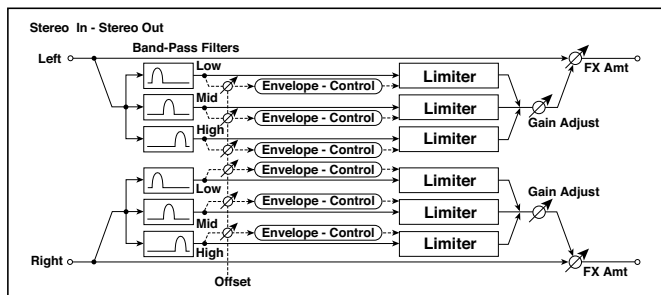 Stereo In - Stereo Out
Band-Pass Filters
Left
Low
Envelope - Control
Limiter
FX Amt
Mid
Envelope - Control
Limiter
High
Envelope - Control
Limiter
Gain Adjust
Envelope - Control
Limiter
Low
Gain Adjust
Envelope - Control
Limiter
Mid
Envelope - Control
Limiter
High
Right
FX Amt
Offset